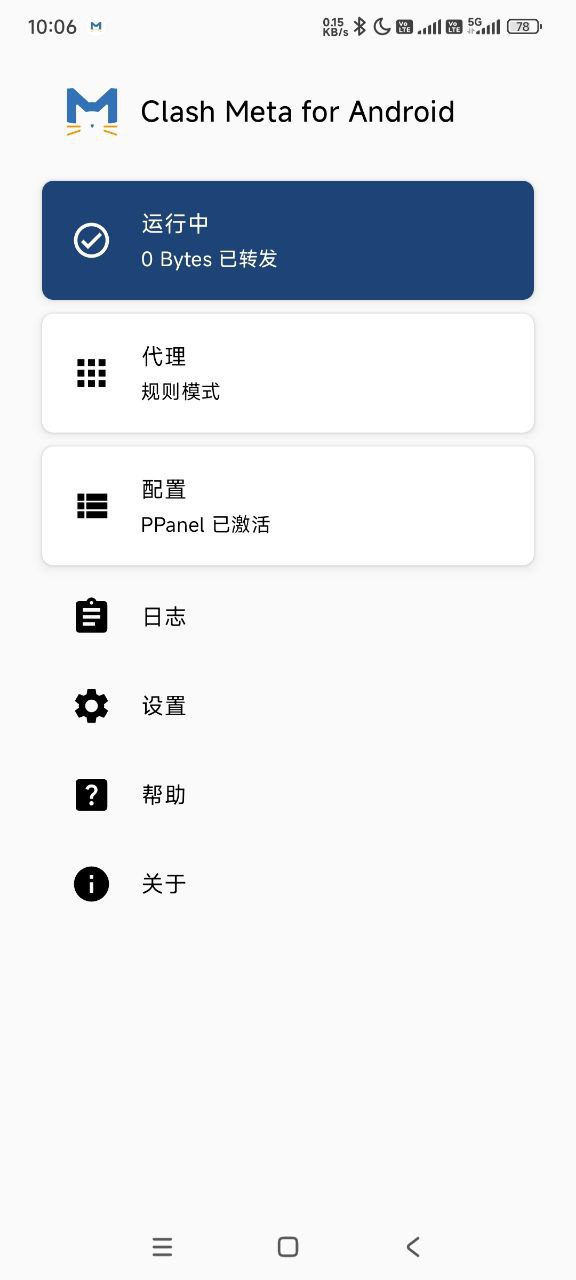 10:06
0.15
KB/s
Vo
LTE
Vo
LTE
5G
78
Clash Meta for Android
运行中
0 Bytes 已转发
代理
规则模式
配置
PPanel 已激活
日志
设置
帮助
关于